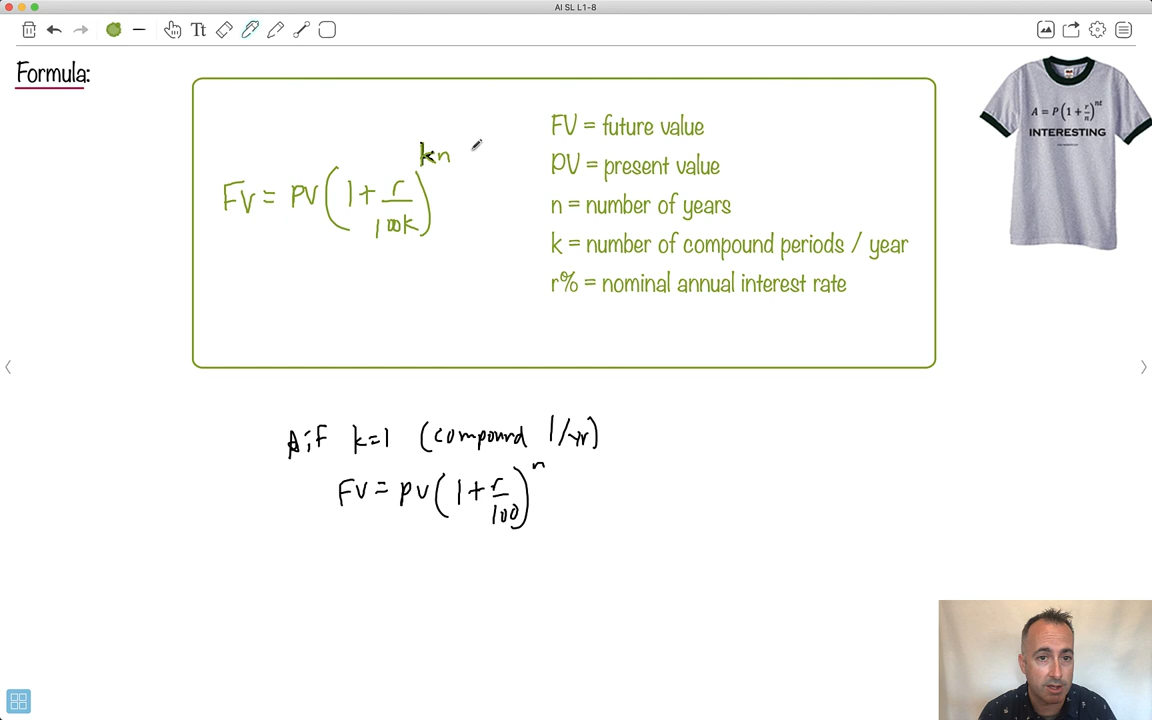 AI SL L1-8
Tt
Formula:
FV = PV(1 + r/100k)^kn
FV = future value
PV = present value
n = number of years
k = number of compound periods / year
r% = nominal annual interest rate
A = P(1 + r/n)^nt
INTERESTING
if k=1 (compound 1/yr)
FV = PV(1 + r/100)^n